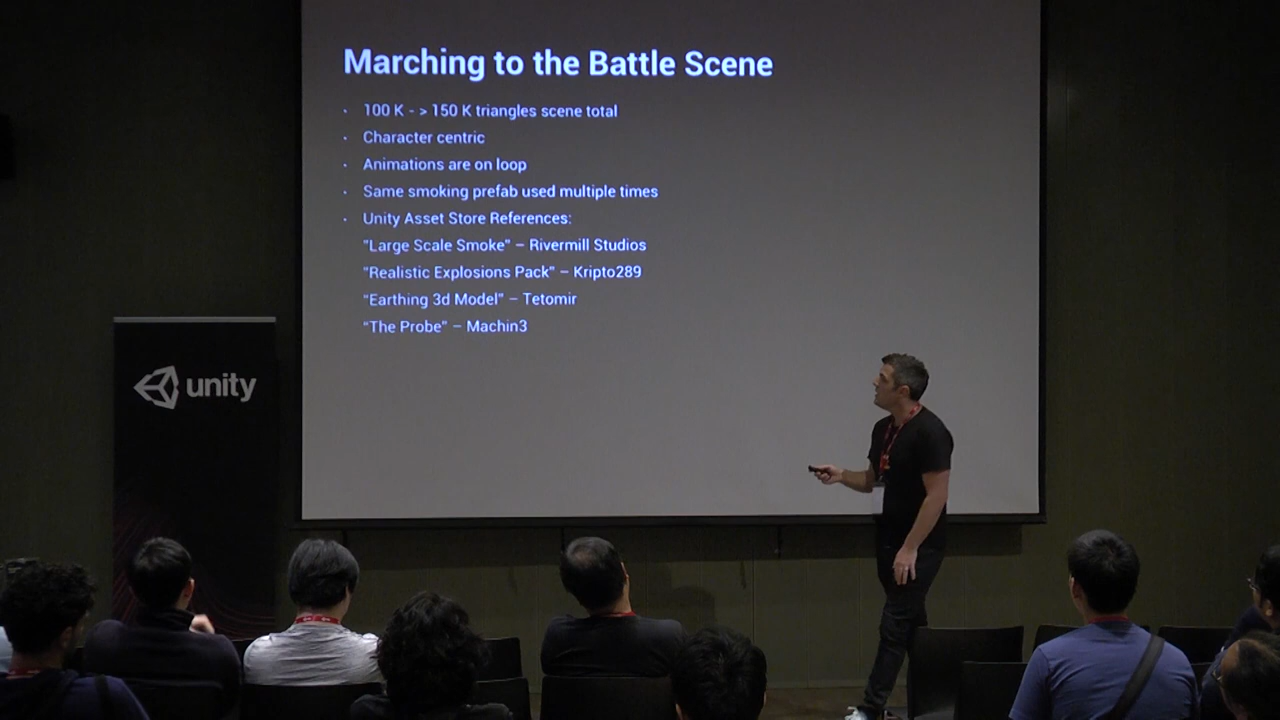 Marching to the Battle Scene
· 100 K - > 150 K triangles scene total
· Character centric
· Animations are on loop
· Same smoking prefab used multiple times
· Unity Asset Store References:
"Large Scale Smoke" – Rivermill Studios
"Realistic Explosions Pack" – Kripto289
"Earthing 3d Model" – Tetomir
"The Probe" – Machin3
unity